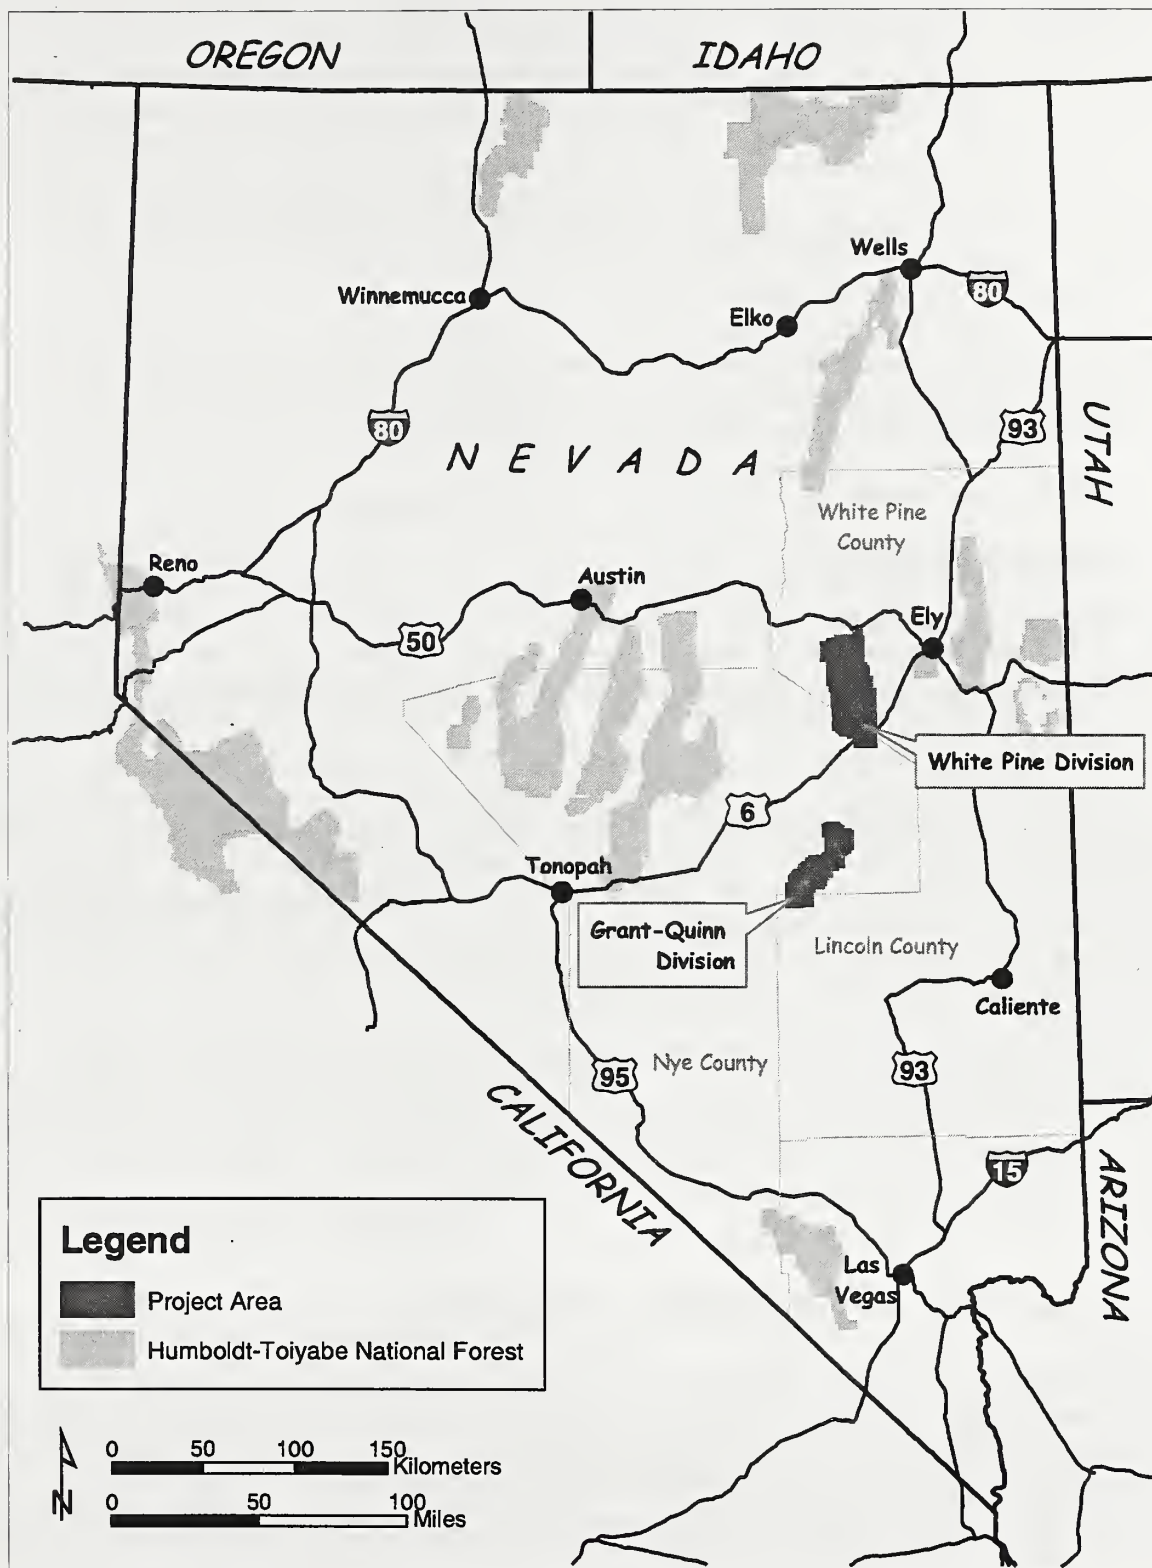 OREGON
IDAHO
Wells
80
Winnemucca
Elko
80
93
UTAH
NEVADA
White Pine
County
Reno
Austin
Ely
50
White Pine Division
6
Tonopah
Grant-Quinn
Division
Lincoln County
Caliente
Nye County
95
93
CALIFORNIA
15
ARIZONA
Las
Vegas
Legend
Project Area
Humboldt-Toiyabe National Forest
N
0 50 100 150
Kilometers
0 50 100
Miles